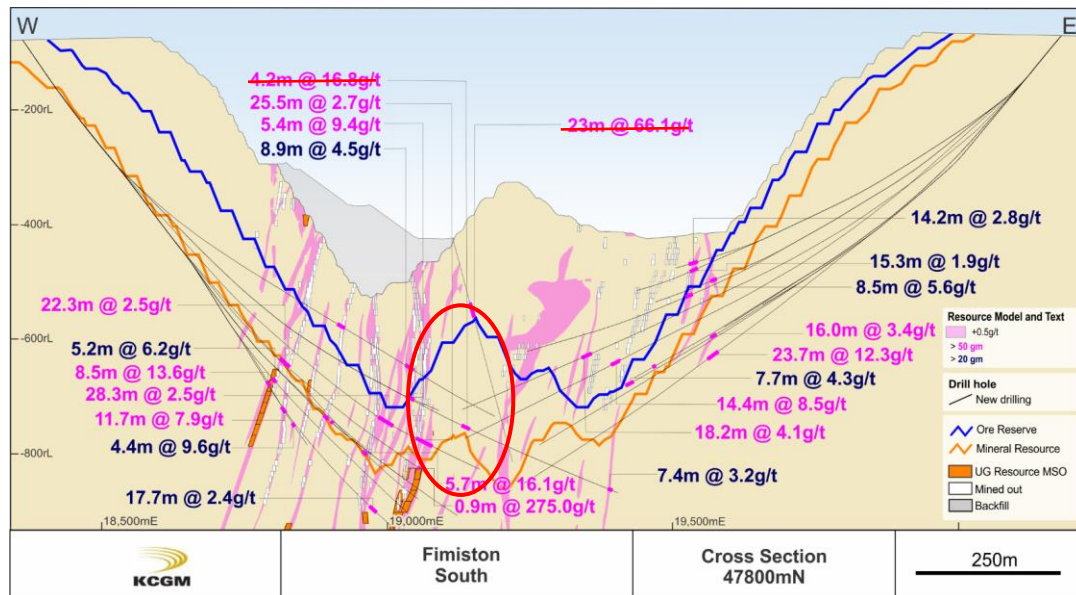 W
E
4.2m @ 16.8g/t
25.5m @ 2.7g/t
5.4m @ 9.4g/t
8.9m @ 4.5g/t
23m @ 66.1g/t
-200rL
-400rL
-600rL
-800rL
14.2m @ 2.8g/t
15.3m @ 1.9g/t
8.5m @ 5.6g/t
22.3m @ 2.5g/t
5.2m @ 6.2g/t
8.5m @ 13.6g/t
28.3m @ 2.5g/t
11.7m @ 7.9g/t
4.4m @ 9.6g/t
17.7m @ 2.4g/t
16.0m @ 3.4g/t
23.7m @ 12.3g/t
7.7m @ 4.3g/t
14.4m @ 8.5g/t
18.2m @ 4.1g/t
7.4m @ 3.2g/t
5.7m @ 16.1g/t
0.9m @ 275.0g/t
Resource Model and Text
+0.5g/t
> 50 gm
> 20 gm
Drill hole
New drilling
Ore Reserve
Mineral Resource
UG Resource MSO
Mined out
Backfill
18,500mE
19,000mE
19,500mE
KCGM
Fimiston
South
Cross Section
47800mN
250m